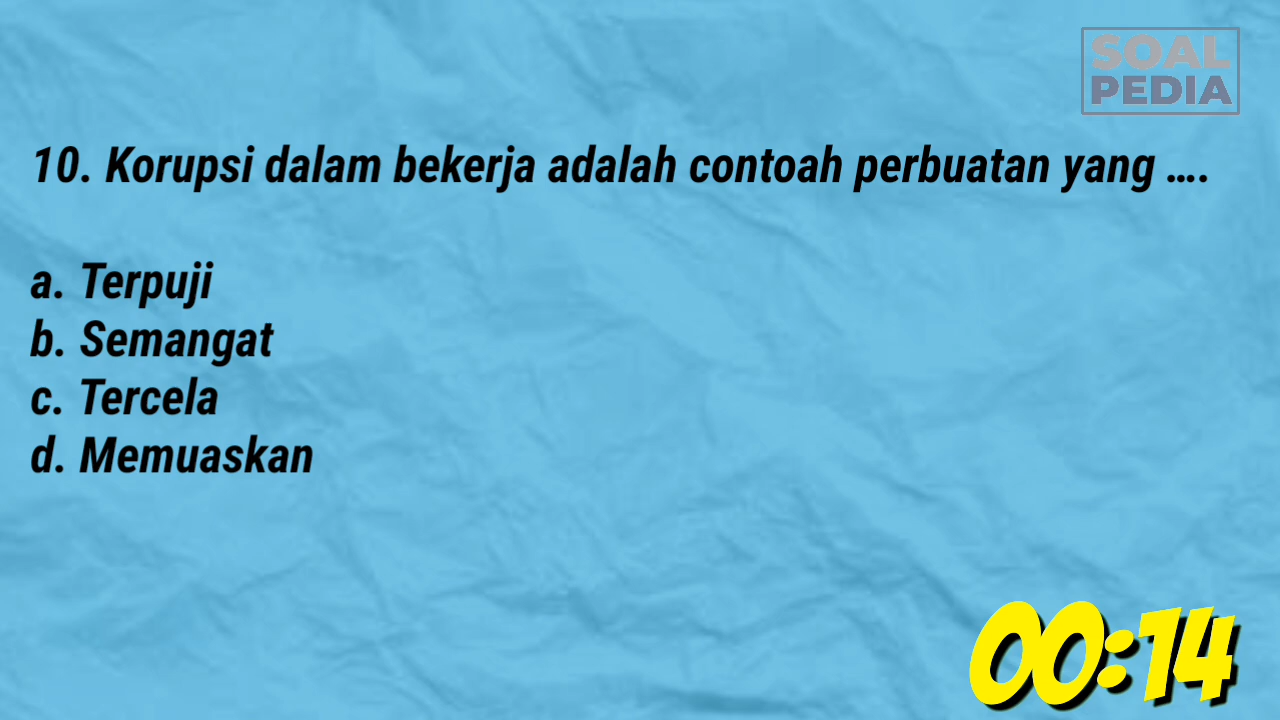 SOAL
PEDIA
10. Korupsi dalam bekerja adalah contoah perbuatan yang ....
a. Terpuji
b. Semangat
c. Tercela
d. Memuaskan
00:14